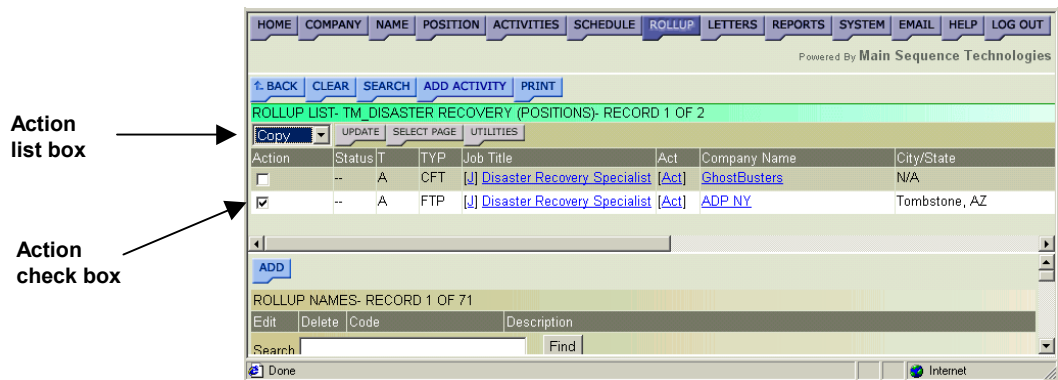 HOME COMPANY NAME POSITION ACTIVITIES SCHEDULE ROLLUP LETTERS REPORTS SYSTEM EMAIL HELP LOG OUT
Powered By Main Sequence Technologies
BACK CLEAR SEARCH ADD ACTIVITY PRINT
ROLLUP LIST- TM_DISASTER RECOVERY (POSITIONS)- RECORD 1 OF 2
Action
list box
Copy UPDATE SELECT PAGE UTILITIES
Action Status T TYP Job Title Act Company Name City/State
-- A CFT [J] Disaster Recovery Specialist [Act] GhostBusters N/A
-- A FTP [J] Disaster Recovery Specialist [Act] ADP NY Tombstone, AZ
Action
check box
ADD
ROLLUP NAMES- RECORD 1 OF 71
Edit Delete Code Description
Search Find
Done Internet